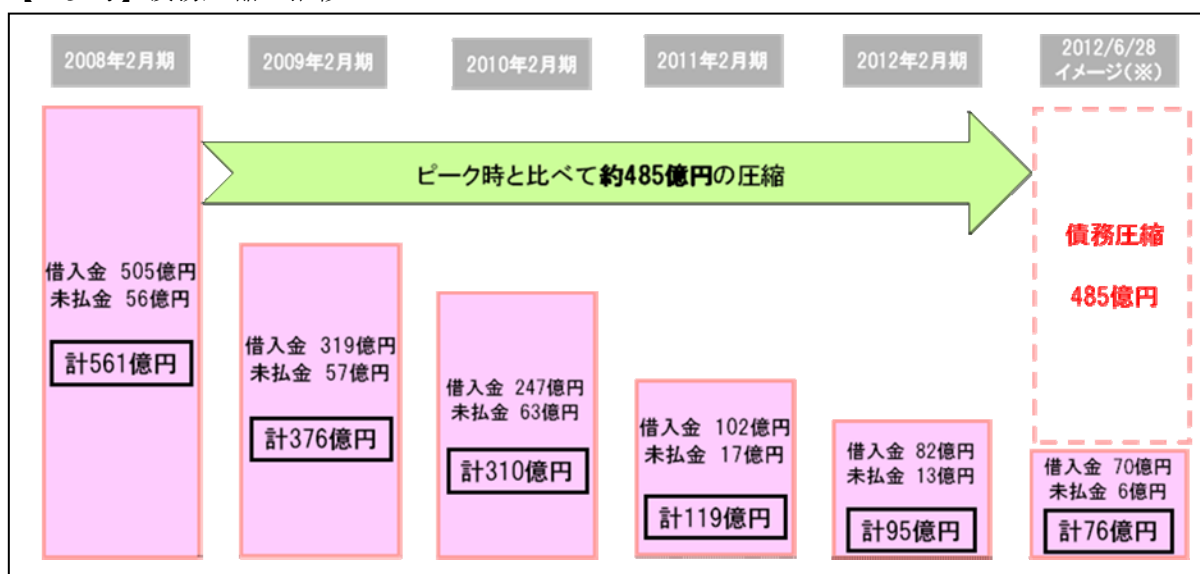 2008年2月期
2009年2月期
2010年2月期
2011年2月期
2012年2月期
2012/6/28
イメージ(※)
ピーク時と比べて約485億円の圧縮
借入金 505億円
未払金 56億円
計561億円
借入金 319億円
未払金 57億円
計376億円
借入金 247億円
未払金 63億円
計310億円
借入金 102億円
未払金 17億円
計119億円
借入金 82億円
未払金 13億円
計95億円
債務圧縮
485億円
借入金 70億円
未払金 6億円
計76億円